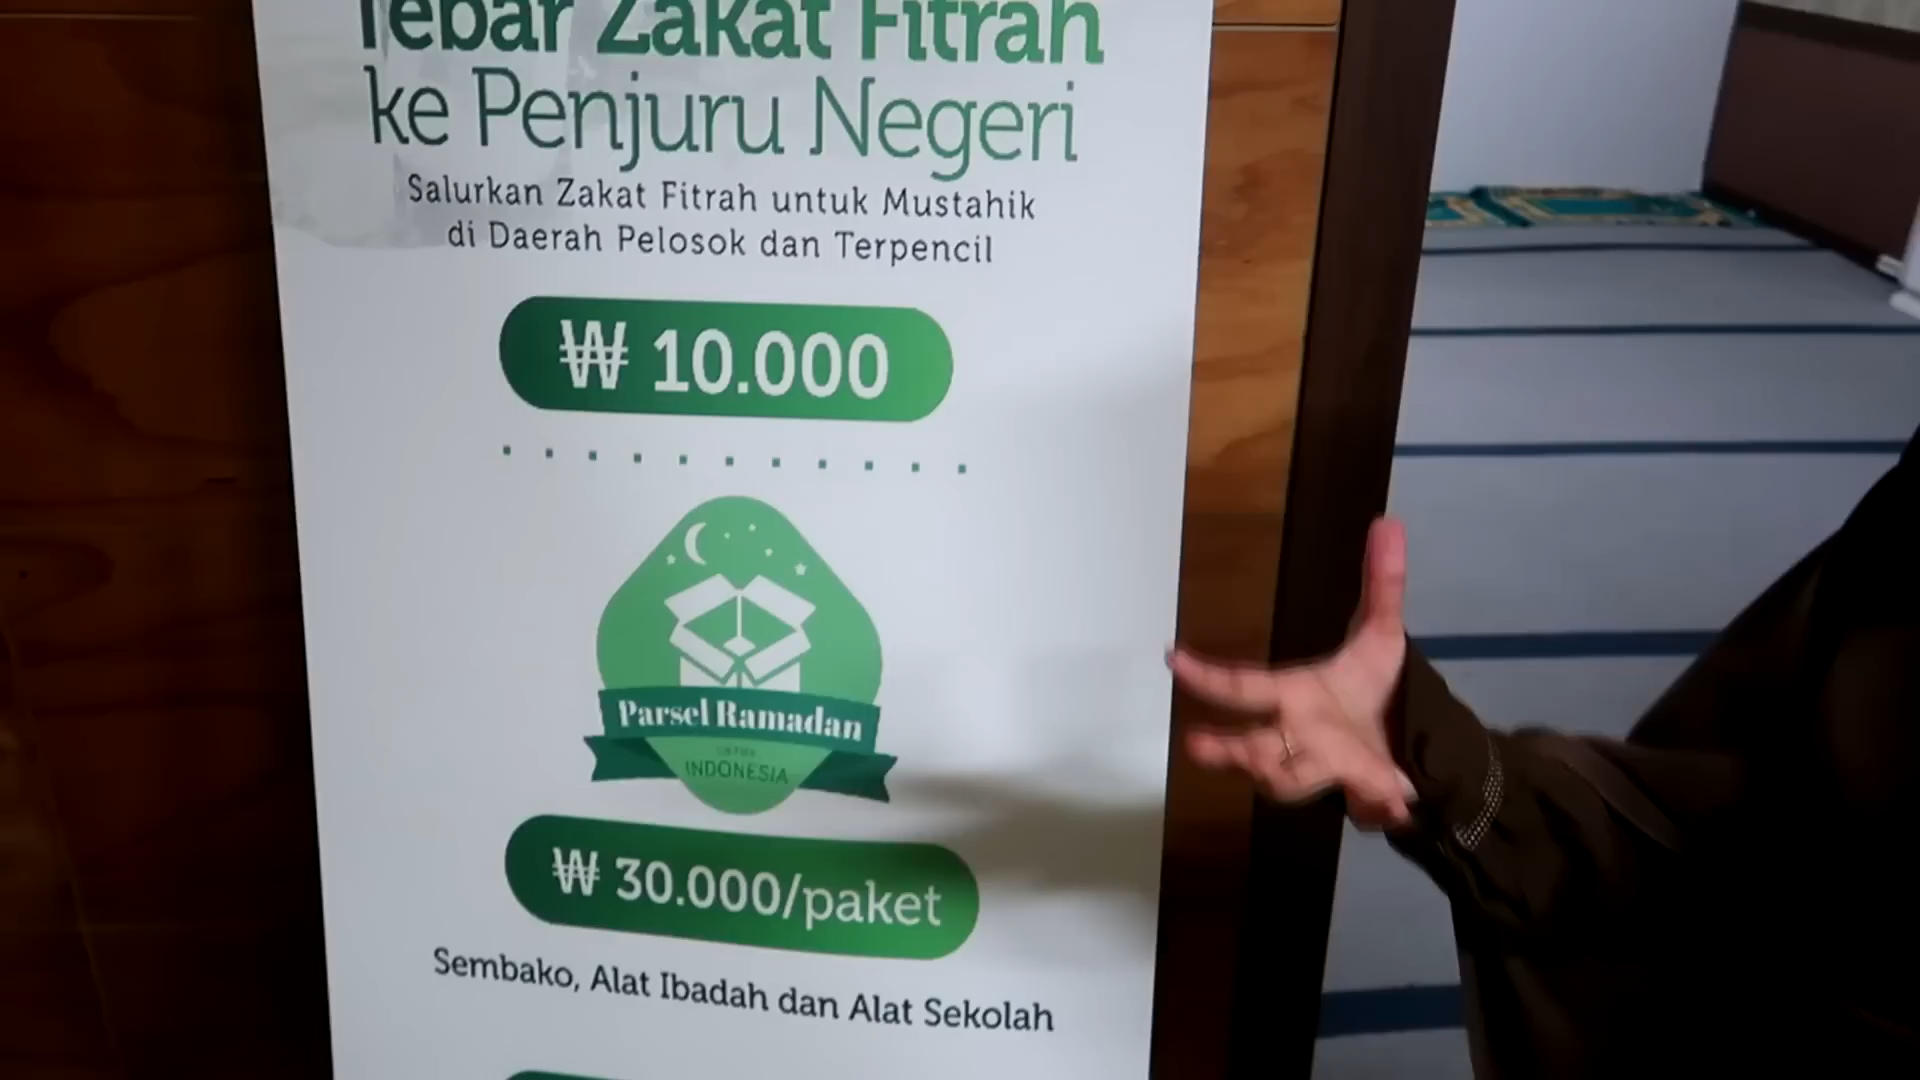 Tebar Zakat Fitrah
ke Penjuru Negeri
Salurkan Zakat Fitrah untuk Mustahik
di Daerah Pelosok dan Terpencil
₩ 10.000
Parsel Ramadan
UNTUK
INDONESIA
₩ 30.000/paket
Sembako, Alat Ibadah dan Alat Sekolah